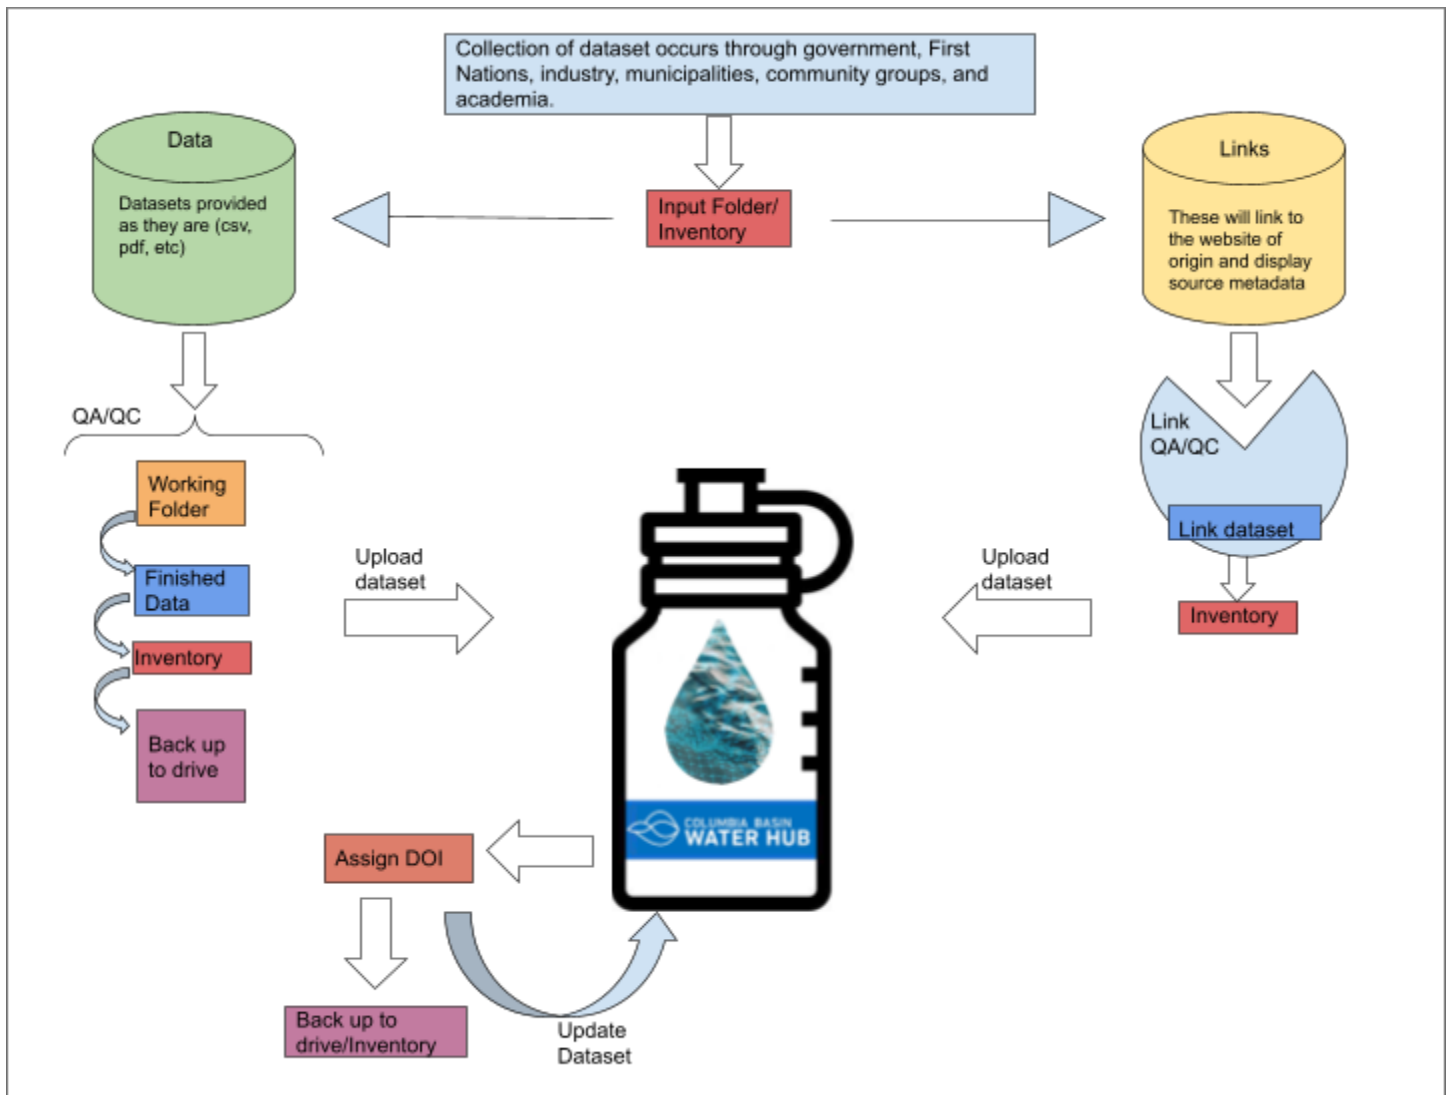 Collection of dataset occurs through government, First
Nations, industry, municipalities, community groups, and
academia.
Data
Datasets provided
as they are (csv,
pdf, etc)
Input Folder/
Inventory
Links
These will link to
the website of
origin and display
source metadata
QA/QC
Working
Folder
Finished
Data
Inventory
Back up
to drive
Upload
dataset
Upload
dataset
Link
QA/QC
Link dataset
Inventory
COLUMBIA BASIN
WATER HUB
Assign DOI
Back up to
drive/Inventory
Update
Dataset